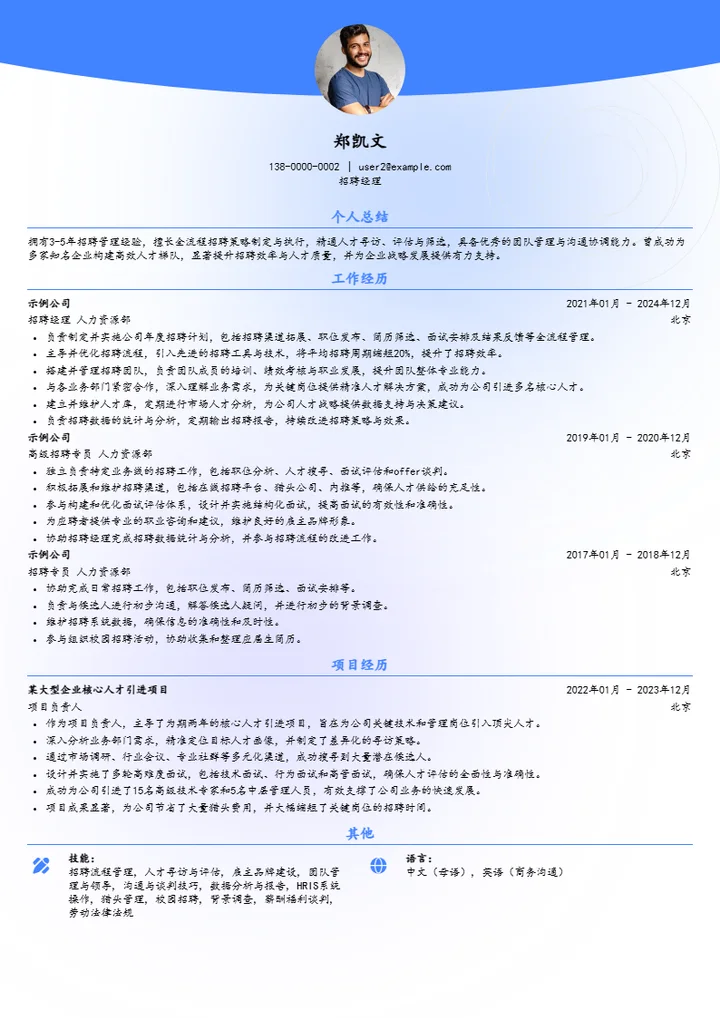 郑凯文
138-0000-0002 | user2@example.com
招聘经理
个人总结
拥有3-5年招聘管理经验，擅长全流程招聘策略制定与执行，精通人才寻访、评估与筛选，具备优秀的团队管理与沟通协调能力。曾成功为
多家知名企业构建高效人才梯队，显著提升招聘效率与人才质量，并为企业战略发展提供有力支持。
工作经历
示例公司 2021年01月 - 2024年12月
招聘经理 人力资源部 北京
• 负责制定并实施公司年度招聘计划，包括招聘渠道拓展、职位发布、简历筛选、面试安排及结果反馈等全流程管理。
• 主导并优化招聘流程，引入先进的招聘工具与技术，将平均招聘周期缩短20%，提升了招聘效率。
• 搭建并管理招聘团队，负责团队成员的培训、绩效考核与职业发展，提升团队整体专业能力。
• 与各业务部门紧密合作，深入理解业务需求，为关键岗位提供精准人才解决方案，成功为公司引进多名核心人才。
• 建立并维护人才库，定期进行市场人才分析，为公司人才战略提供数据支持与决策建议。
• 负责招聘数据的统计与分析，定期输出招聘报告，持续改进招聘策略与效果。
示例公司 2019年01月 - 2020年12月
高级招聘专员 人力资源部 北京
• 独立负责特定业务线的招聘工作，包括职位分析、人才搜寻、面试评估和offer谈判。
• 积极拓展和维护招聘渠道，包括在线招聘平台、猎头公司、内推等，确保人才供给的充足性。
• 参与构建和优化面试评估体系，设计并实施结构化面试，提高面试的有效性和准确性。
• 为应聘者提供专业的职业咨询和建议，维护良好的雇主品牌形象。
• 协助招聘经理完成招聘数据统计与分析，并参与招聘流程的改进工作。
示例公司 2017年01月 - 2018年12月
招聘专员 人力资源部 北京
• 协助完成日常招聘工作，包括职位发布、简历筛选、面试安排等。
• 负责与候选人进行初步沟通，解答候选人疑问，并进行初步的背景调查。
• 维护招聘系统数据，确保信息的准确性和及时性。
• 参与组织校园招聘活动，协助收集和整理应届生简历。
项目经历
某大型企业核心人才引进项目 2022年01月 - 2023年12月
项目负责人 北京
• 作为项目负责人，主导了为期两年的核心人才引进项目，旨在为公司关键技术和管理岗位引入顶尖人才。
• 深入分析业务部门需求，精准定位目标人才画像，并制定了差异化的寻访策略。
• 通过市场调研、行业会议、专业社群等多元化渠道，成功搜寻到大量潜在候选人。
• 设计并实施了多轮高难度面试，包括技术面试、行为面试和高管面试，确保人才评估的全面性与准确性。
• 成功为公司引进了15名高级技术专家和5名中层管理人员，有效支撑了公司业务的快速发展。
• 项目成果显著，为公司节省了大量猎头费用，并大幅缩短了关键岗位的招聘时间。
其他
技能：
招聘流程管理，人才寻访与评估，雇主品牌建设，团队管
理与领导，沟通与谈判技巧，数据分析与报告，HRIS系统
操作，猎头管理，校园招聘，背景调查，薪酬福利谈判，
劳动法律法规
语言：
中文（母语），英语（商务沟通）